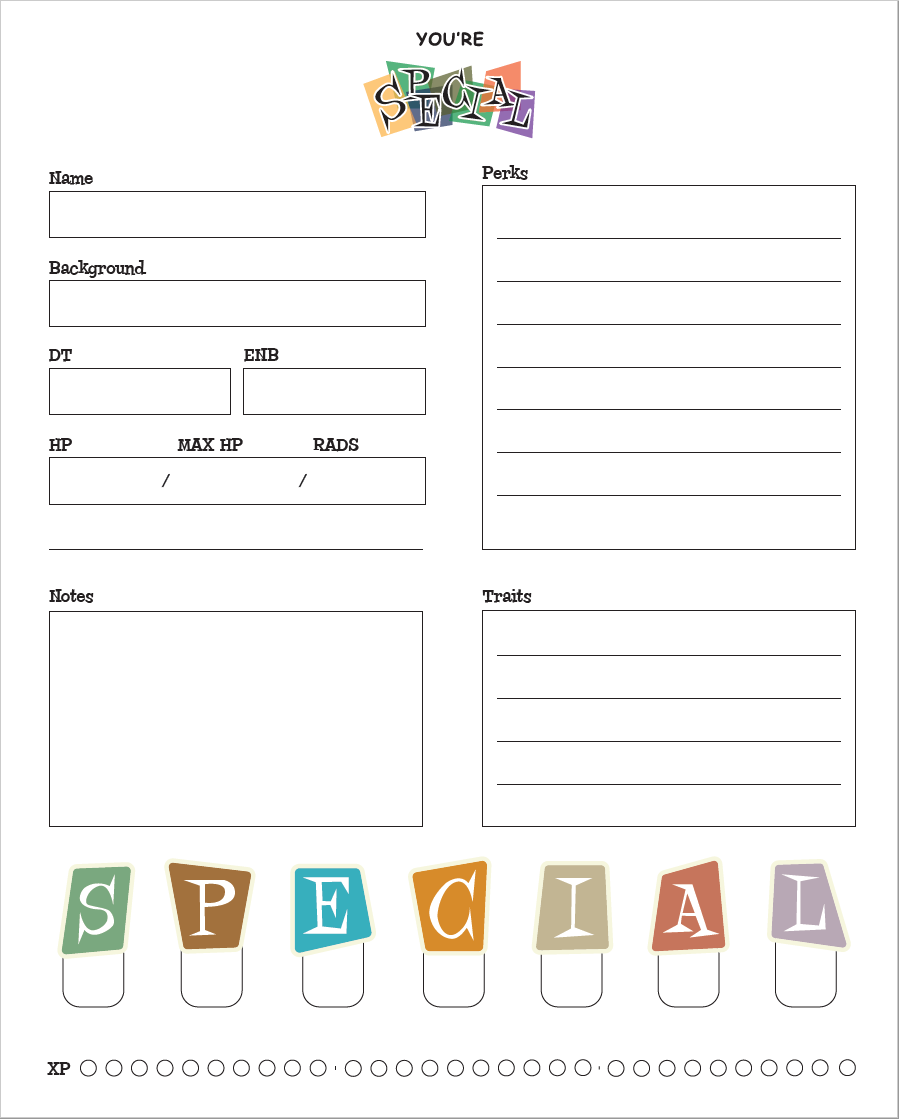 YOU'RE
SPECIAL
Name
Perks
Background
DT
ENB
HP
MAX HP
RADS
/
/
Notes
Traits
S
P
E
C
I
A
L
XP